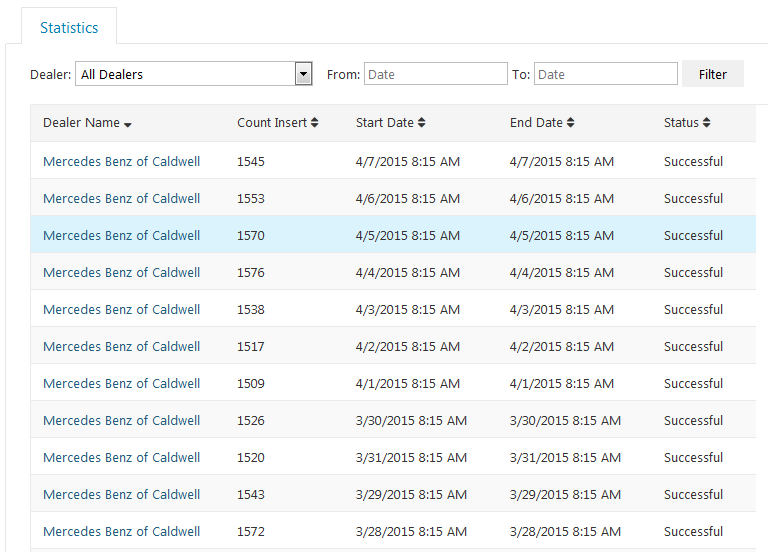 Statistics
Dealer: All Dealers From: Date To: Date Filter
Dealer Name Count Insert Start Date End Date Status
Mercedes Benz of Caldwell 1545 4/7/2015 8:15 AM 4/7/2015 8:15 AM Successful
Mercedes Benz of Caldwell 1553 4/6/2015 8:15 AM 4/6/2015 8:15 AM Successful
Mercedes Benz of Caldwell 1570 4/5/2015 8:15 AM 4/5/2015 8:15 AM Successful
Mercedes Benz of Caldwell 1576 4/4/2015 8:15 AM 4/4/2015 8:15 AM Successful
Mercedes Benz of Caldwell 1538 4/3/2015 8:15 AM 4/3/2015 8:15 AM Successful
Mercedes Benz of Caldwell 1517 4/2/2015 8:15 AM 4/2/2015 8:15 AM Successful
Mercedes Benz of Caldwell 1509 4/1/2015 8:15 AM 4/1/2015 8:15 AM Successful
Mercedes Benz of Caldwell 1526 3/30/2015 8:15 AM 3/30/2015 8:15 AM Successful
Mercedes Benz of Caldwell 1520 3/31/2015 8:15 AM 3/31/2015 8:15 AM Successful
Mercedes Benz of Caldwell 1543 3/29/2015 8:15 AM 3/29/2015 8:15 AM Successful
Mercedes Benz of Caldwell 1572 3/28/2015 8:15 AM 3/28/2015 8:15 AM Successful